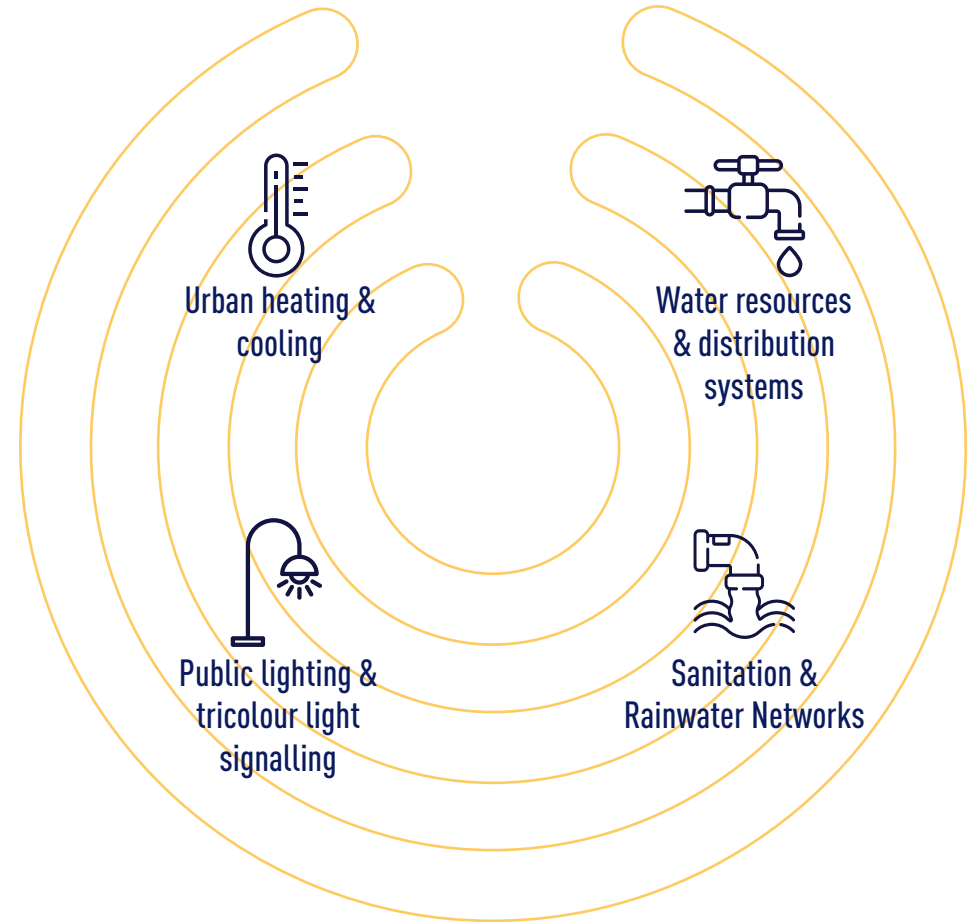 Urban heating &
cooling
Water resources
& distribution
systems
Public lighting &
tricolour light
signalling
Sanitation &
Rainwater Networks